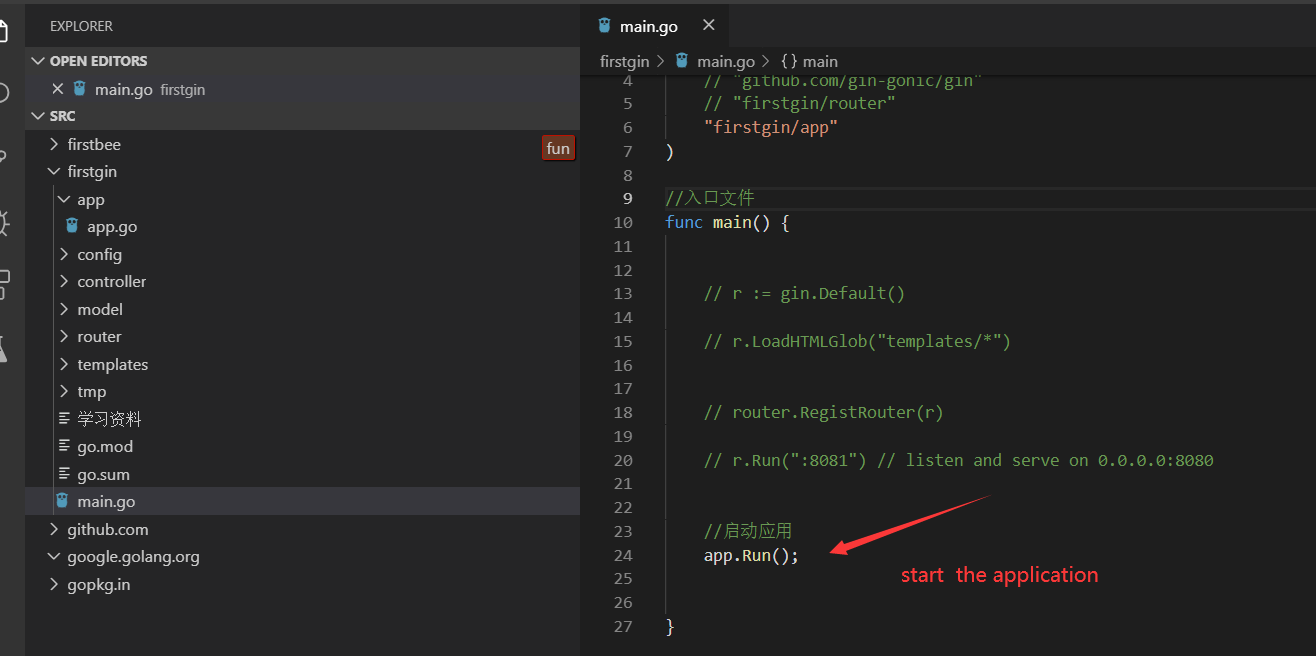 EXPLORER
OPEN EDITORS
main.go firstgin
SRC
firstbee
fun
firstgin
app
app.go
config
controller
model
router
templates
tmp
学习资料
go.mod
go.sum
main.go
github.com
google.golang.org
gopkg.in
main.go
firstgin > main.go > {} main
4 // "github.com/gin-gonic/gin"
5 // "firstgin/router"
6 "firstgin/app"
7 )
8
9 //入口文件
10 func main() {
11
12
13 // r := gin.Default()
14
15 // r.LoadHTMLGlob("templates/*")
16
17
18 // router.RegistRouter(r)
19
20 // r.Run(":8081") // listen and serve on 0.0.0.0:8080
21
22
23 //启动应用
24 app.Run();
start the application
25
26
27 }